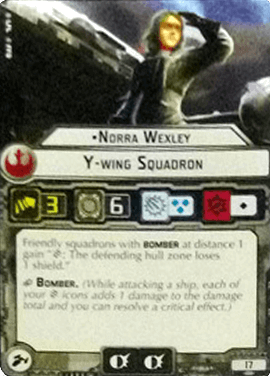 •NORRA WEXLEY
Y-WING SQUADRON
3
6
Friendly squadrons with BOMBER at distance 1
gain ": The defending hull zone loses
1 shield."
BOMBER. (While attacking a ship, each of
your icons adds 1 damage to the damage
total and you can resolve a critical effect.)
17